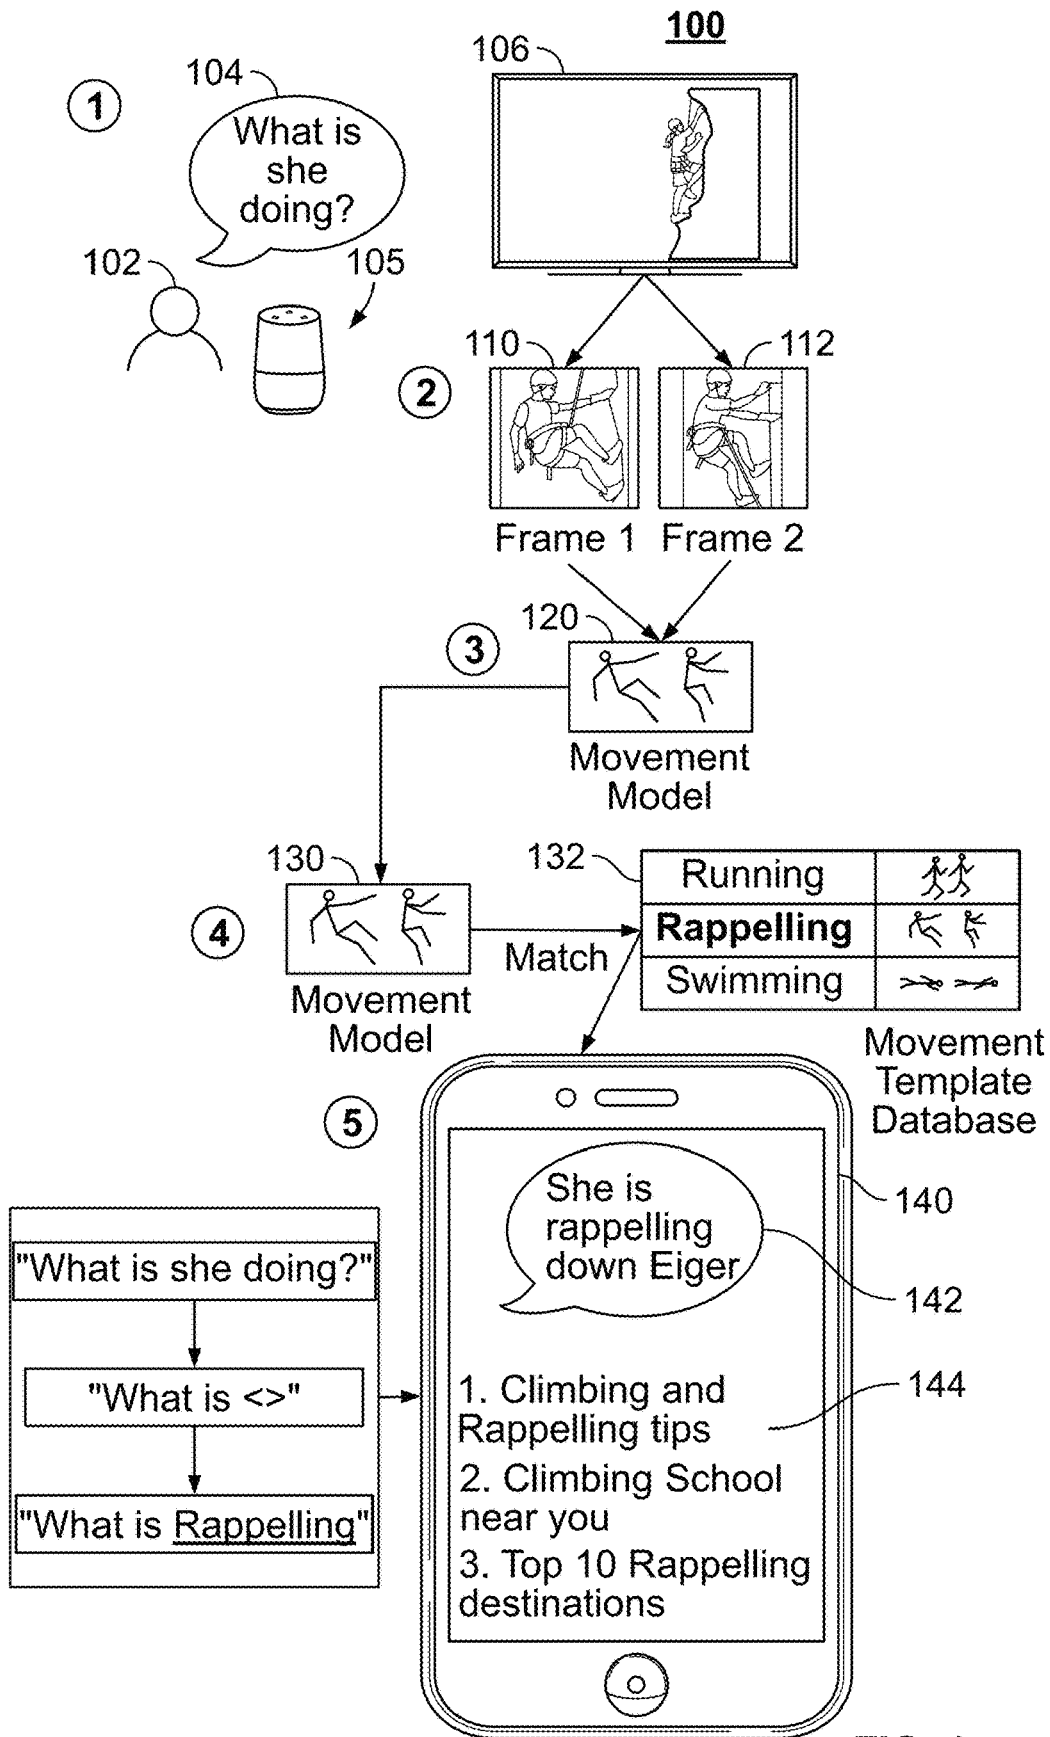 100
106
104
1
What is
she
doing?
102
105
110
112
2
Frame 1
Frame 2
120
3
Movement
Model
130
132
Running
4
Rappelling
Match
Swimming
Movement
Model
Movement
Template
Database
5
She is
rappelling
down Eiger
140
142
"What is she doing?"
"What is <>"
"What is Rappelling"
1. Climbing and
Rappelling tips
144
2. Climbing School
near you
3. Top 10 Rappelling
destinations